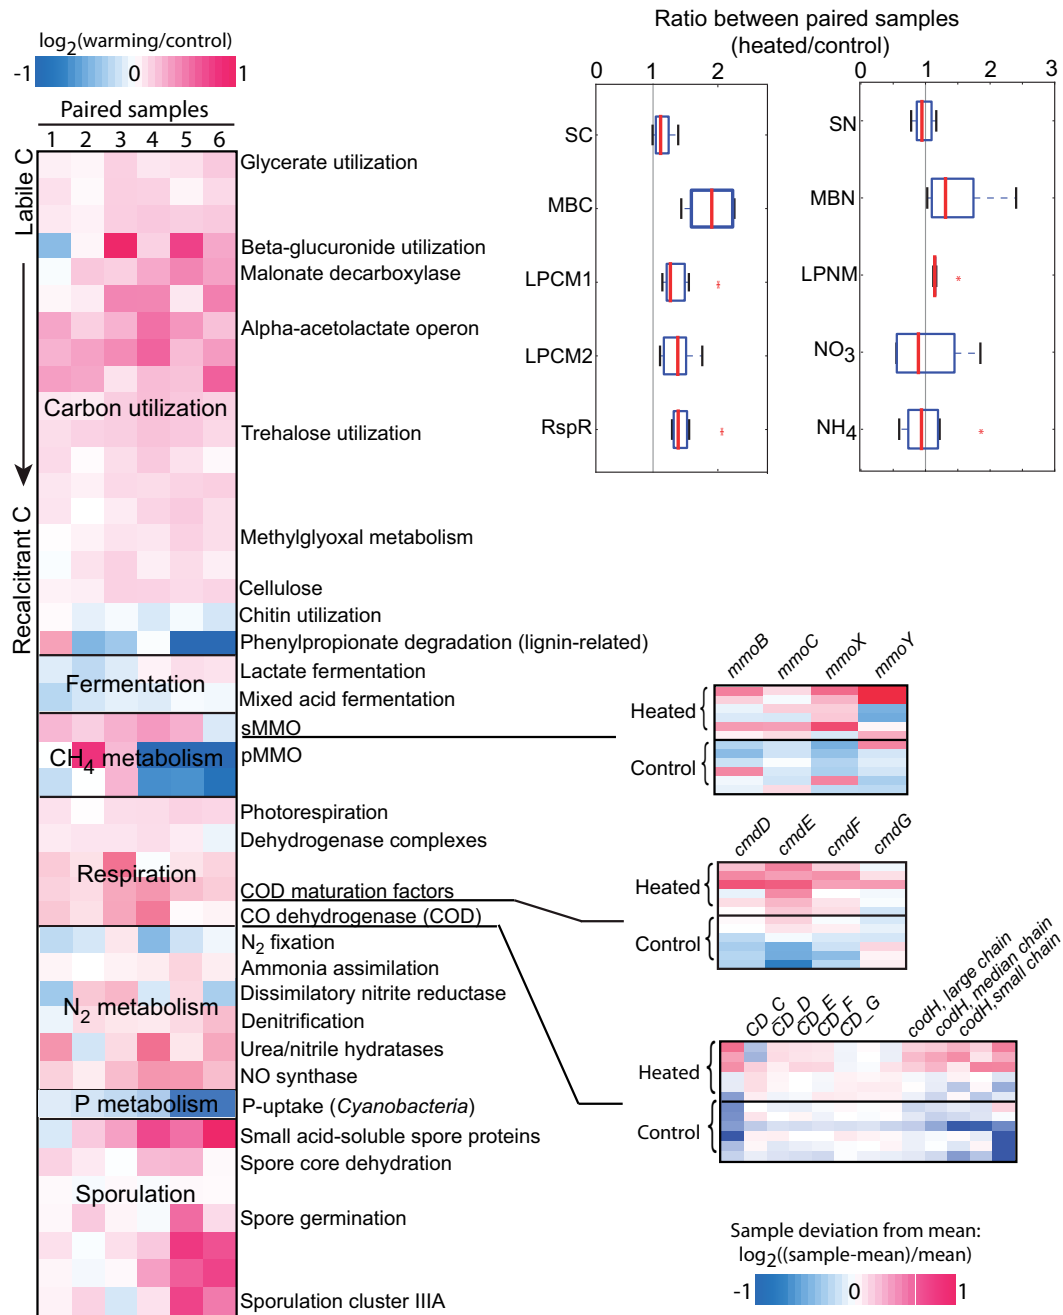 log2(warming/control)
-1 0 1
Paired samples
1 2 3 4 5 6
Labile C
Recalcitrant C
Glycerate utilization
Beta-glucuronide utilization
Malonate decarboxylase
Alpha-acetolactate operon
Carbon utilization
Trehalose utilization
Methylglyoxal metabolism
Cellulose
Chitin utilization
Phenylpropionate degradation (lignin-related)
Fermentation
Lactate fermentation
Mixed acid fermentation
sMMO
CH4 metabolism
pMMO
Photorespiration
Dehydrogenase complexes
Respiration
COD maturation factors
CO dehydrogenase (COD)
N2 fixation
Ammonia assimilation
N2 metabolism
Dissimilatory nitrite reductase
Denitrification
Urea/nitrile hydratases
NO synthase
P metabolism
P-uptake (Cyanobacteria)
Small acid-soluble spore proteins
Spore core dehydration
Sporulation
Spore germination
Sporulation cluster IIIA
Ratio between paired samples
(heated/control)
0 1 2
SC
MBC
LPCM1
LPCM2
RspR
0 1 2 3
SN
MBN
LPNM
NO3
NH4
mmoB mmoC mmoX mmoY
Heated
Control
cmdD cmdE cmdF cmdG
Heated
Control
CD_C CD_D CD_E CD_F CD_G codH, large chain codH, median chain codH, small chain
Heated
Control
Sample deviation from mean:
log2((sample-mean)/mean)
-1 0 1